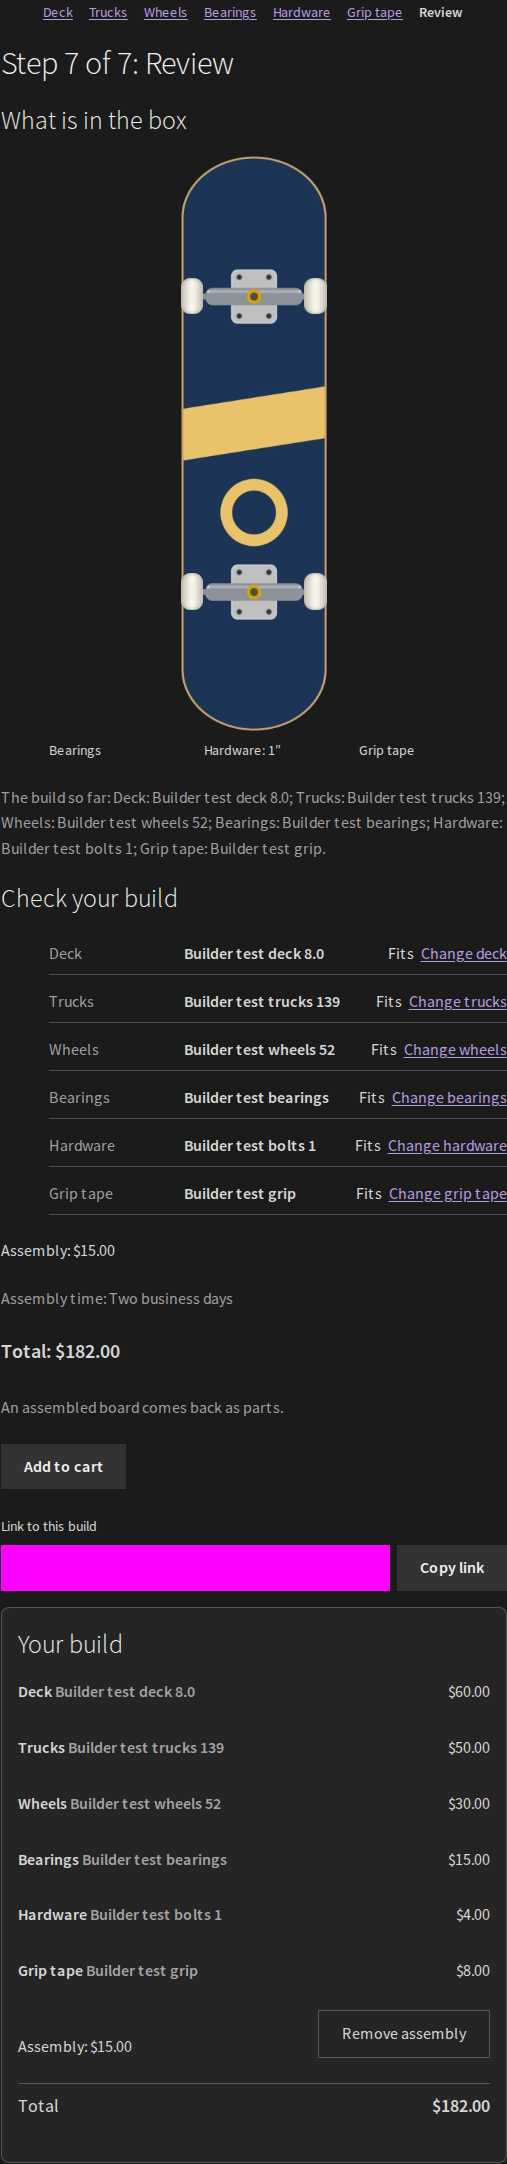 Deck Trucks Wheels Bearings Hardware Grip tape Review
Step 7 of 7: Review
What is in the box
Bearings Hardware: 1" Grip tape
The build so far: Deck: Builder test deck 8.0; Trucks: Builder test trucks 139;
Wheels: Builder test wheels 52; Bearings: Builder test bearings; Hardware:
Builder test bolts 1; Grip tape: Builder test grip.
Check your build
Deck Builder test deck 8.0 Fits Change deck
Trucks Builder test trucks 139 Fits Change trucks
Wheels Builder test wheels 52 Fits Change wheels
Bearings Builder test bearings Fits Change bearings
Hardware Builder test bolts 1 Fits Change hardware
Grip tape Builder test grip Fits Change grip tape
Assembly: $15.00
Assembly time: Two business days
Total: $182.00
An assembled board comes back as parts.
Add to cart
Link to this build
Copy link
Your build
Deck Builder test deck 8.0 $60.00
Trucks Builder test trucks 139 $50.00
Wheels Builder test wheels 52 $30.00
Bearings Builder test bearings $15.00
Hardware Builder test bolts 1 $4.00
Grip tape Builder test grip $8.00
Assembly: $15.00 Remove assembly
Total $182.00